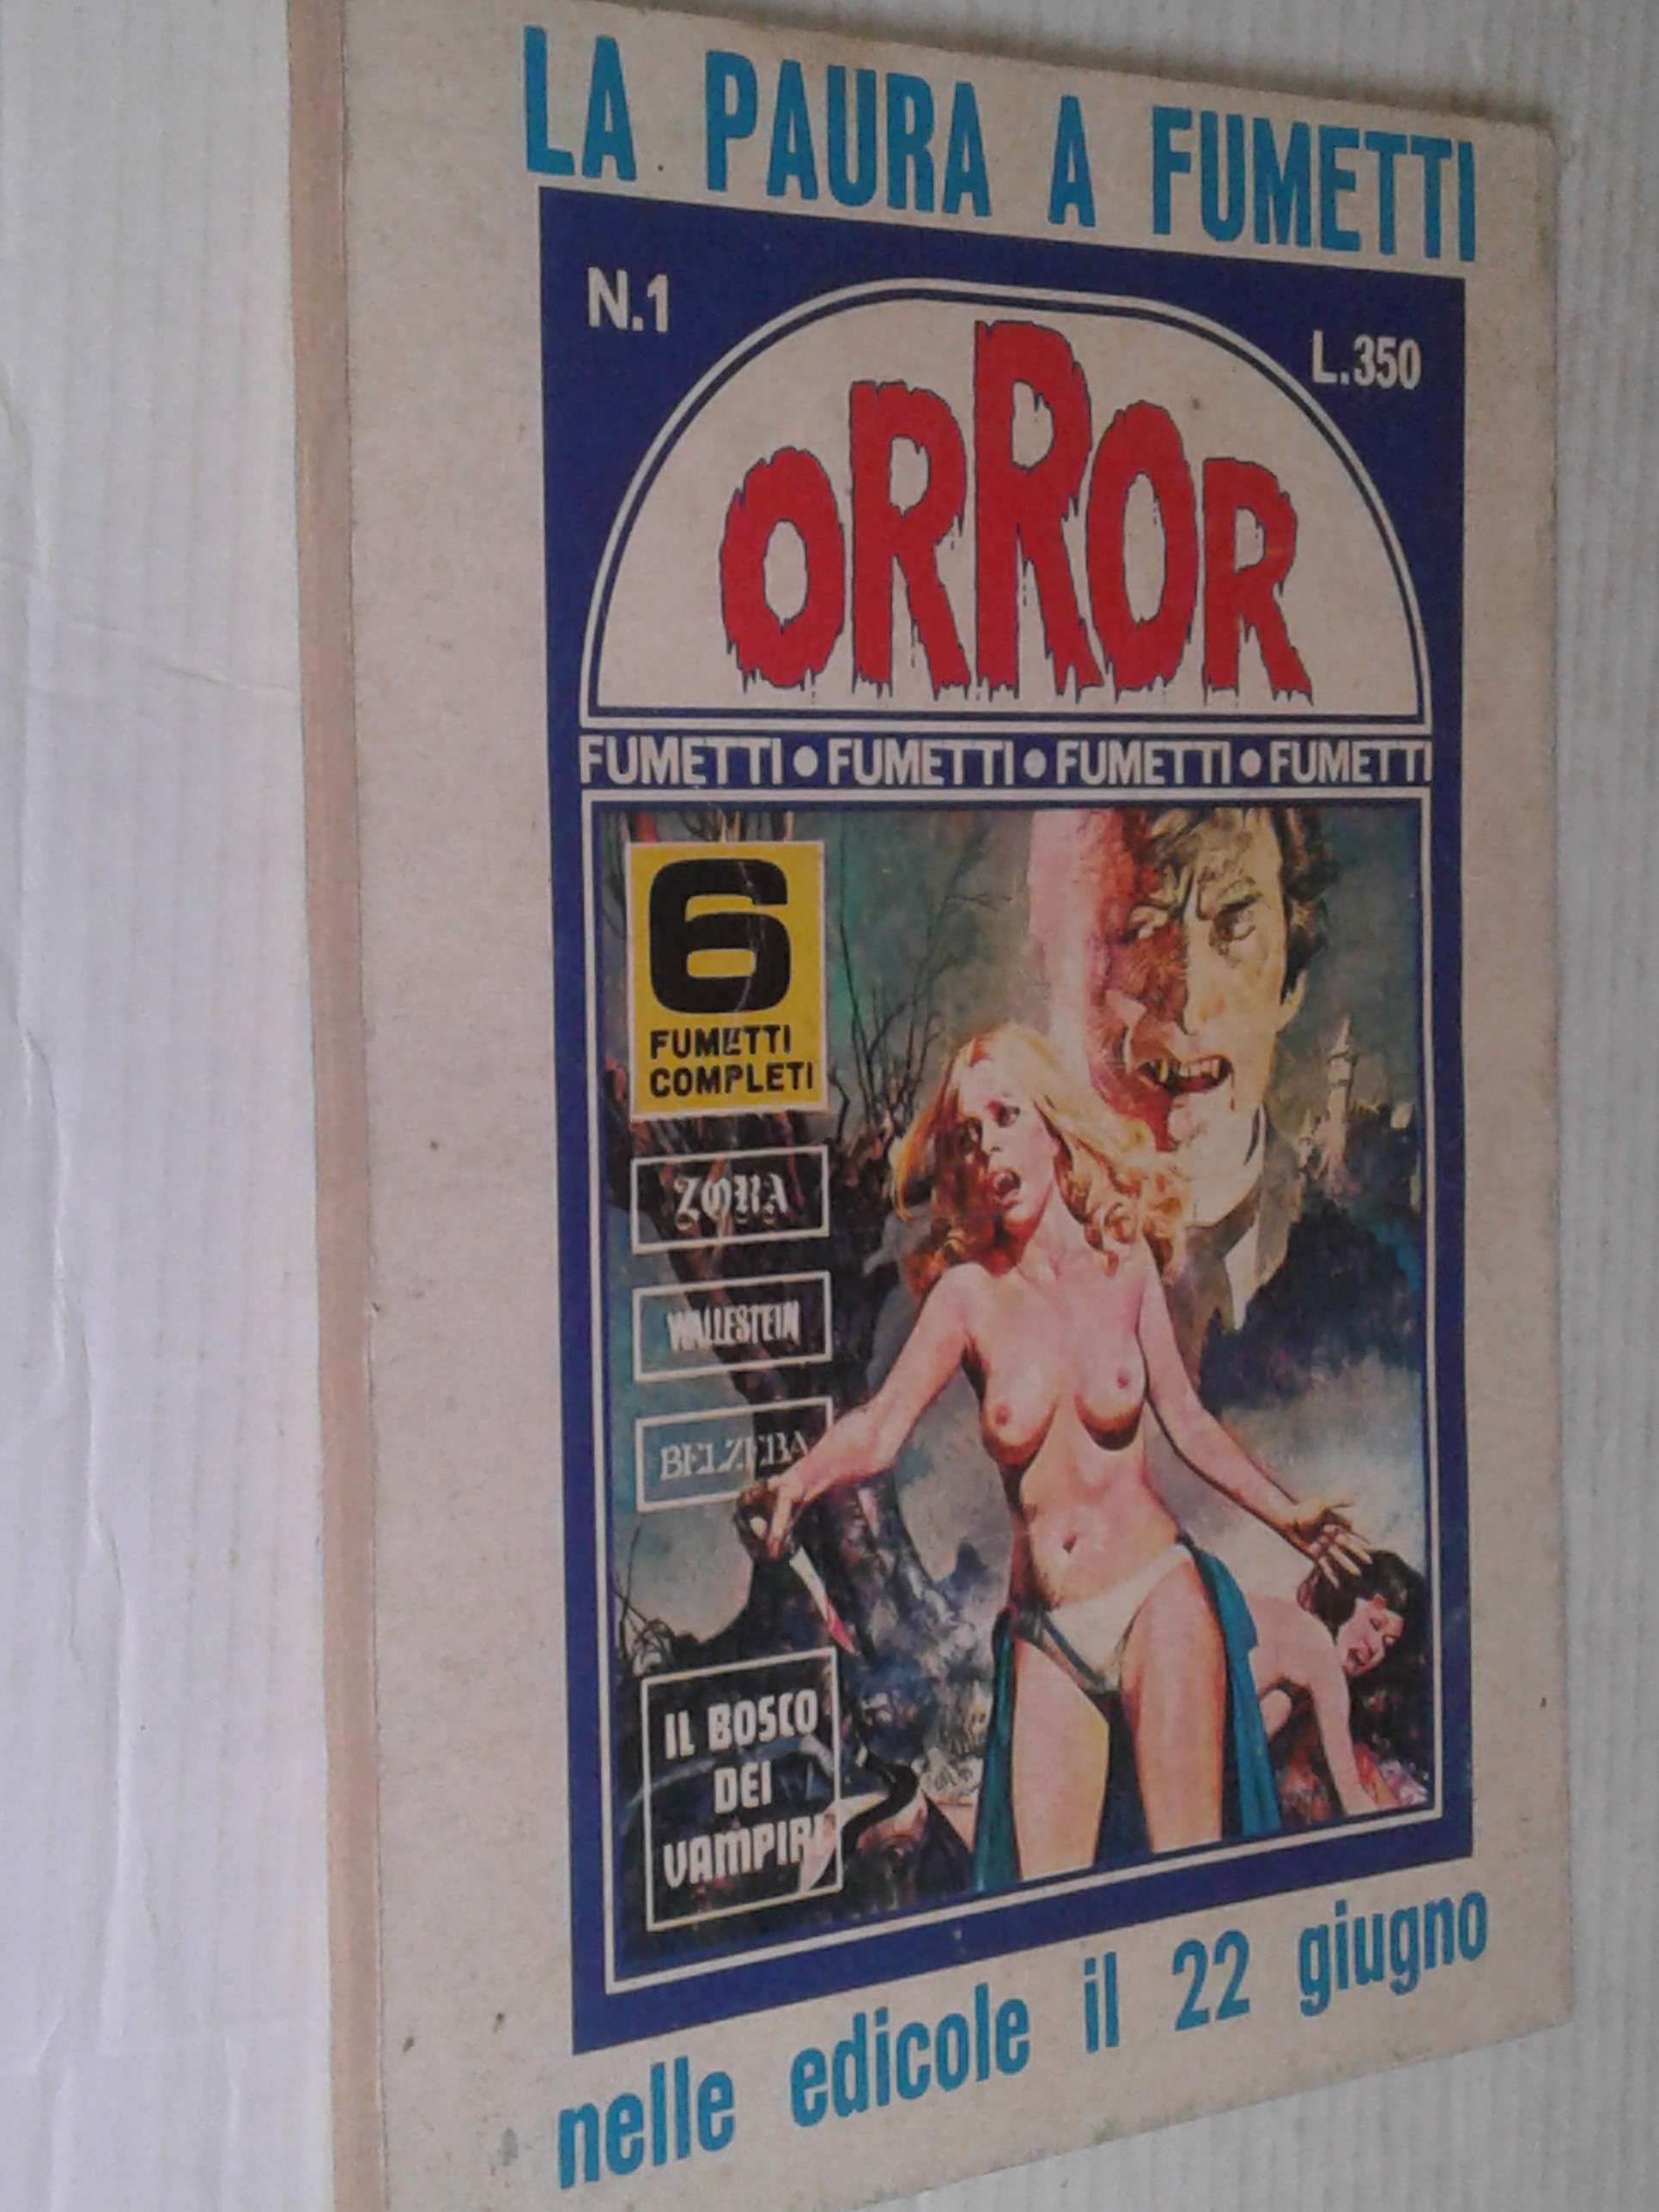 LA PAURA A FUMETTI
N.1
L.350
ORROR
FUMETTI • FUMETTI • FUMETTI • FUMETTI
6
FUMETTI
COMPLETI
ZORA
WALLESTEIN
BELZEBA
IL BOSCO
DEI
VAMPIRI
nelle edicole il 22 giugno